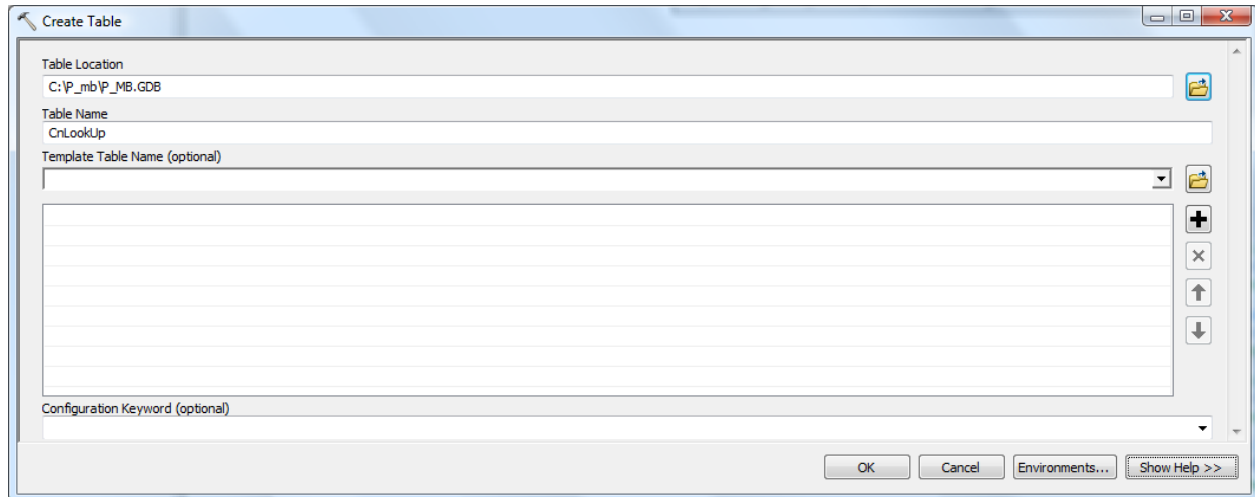 Create Table
Table Location
C:\P_mb\P_MB.GDB
Table Name
CnLookUp
Template Table Name (optional)
Configuration Keyword (optional)
OK Cancel Environments... Show Help >>